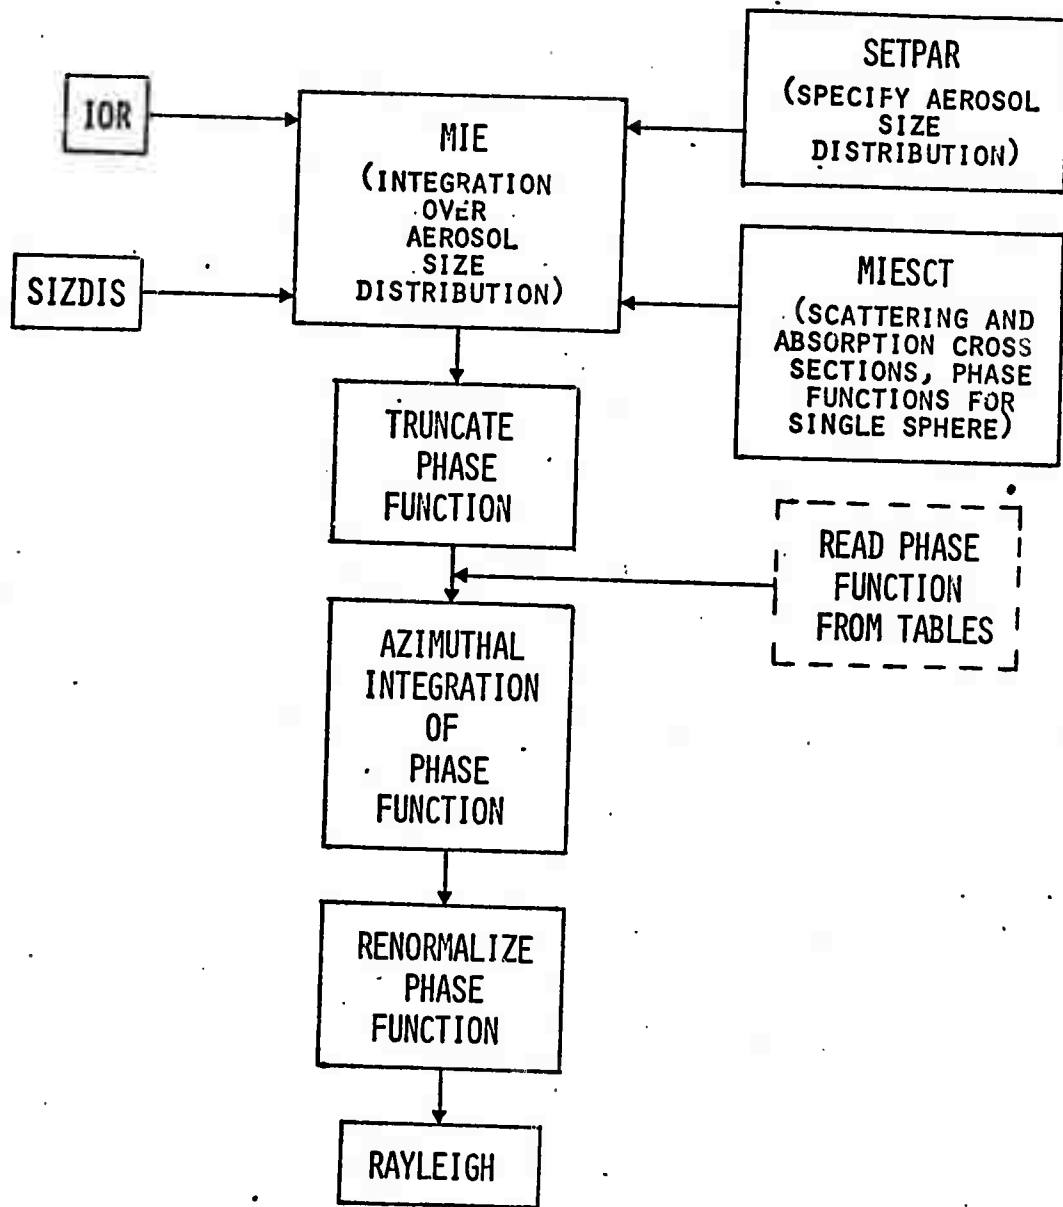 SETPAR
(SPECIFY AEROSOL
SIZE
DISTRIBUTION)
IOR
MIE
(INTEGRATION
OVER
AEROSOL
SIZE
DISTRIBUTION)
SIZDIS
MIESCT
(SCATTERING AND
ABSORPTION CROSS
SECTIONS, PHASE
FUNCTIONS FOR
SINGLE SPHERE)
TRUNCATE
PHASE
FUNCTION
READ PHASE
FUNCTION
FROM TABLES
AZIMUTHAL
INTEGRATION
OF
PHASE
FUNCTION
RENORMALIZE
PHASE
FUNCTION
RAYLEIGH